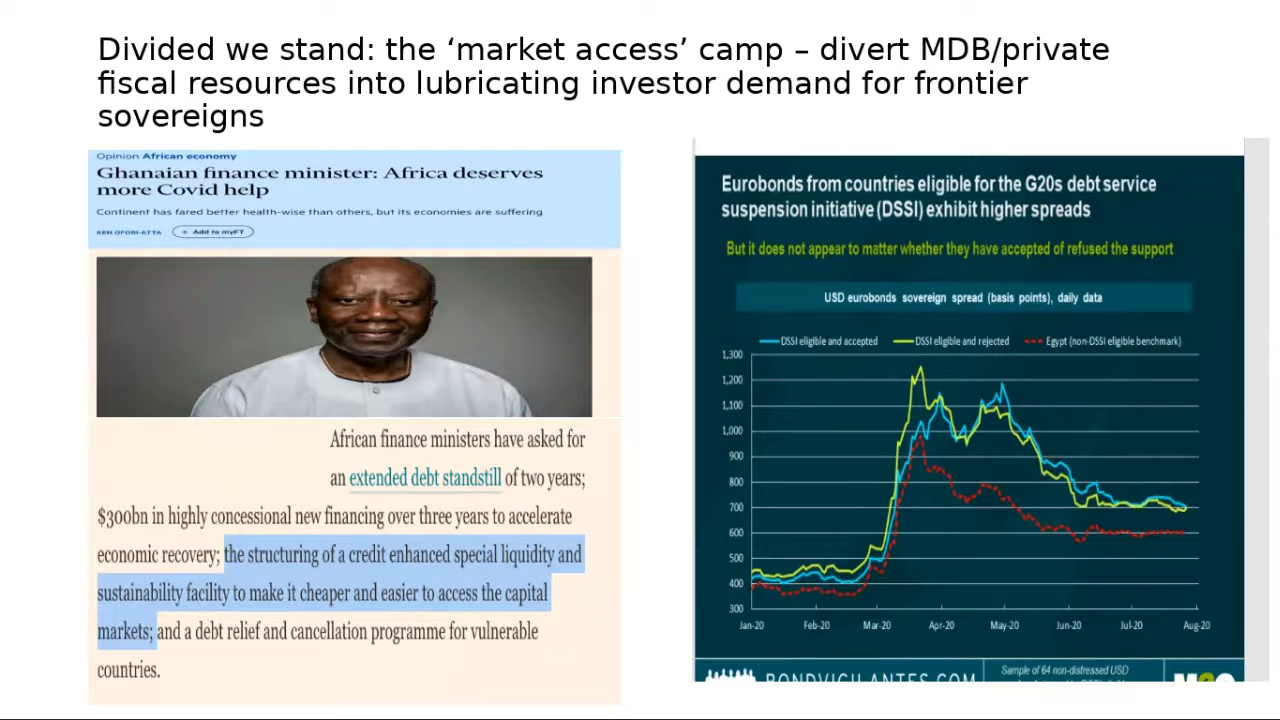 Divided we stand: the ‘market access’ camp – divert MDB/private
fiscal resources into lubricating investor demand for frontier
sovereigns
Opinion African economy
Ghanaian finance minister: Africa deserves
more Covid help
Continent has fared better health-wise than others, but its economies are suffering
KEN OFORI-ATTA + Add to myFT
African finance ministers have asked for
an extended debt standstill of two years;
$300bn in highly concessional new financing over three years to accelerate
economic recovery; the structuring of a credit enhanced special liquidity and
sustainability facility to make it cheaper and easier to access the capital
markets; and a debt relief and cancellation programme for vulnerable
countries.
Eurobonds from countries eligible for the G20s debt service
suspension initiative (DSSI) exhibit higher spreads
But it does not appear to matter whether they have accepted of refused the support
USD eurobonds sovereign spread (basis points), daily data
DSSI eligible and accepted DSSI eligible and rejected Egypt (non-DSSI eligible benchmark)
1,300
1,200
1,100
1,000
900
800
700
600
500
400
300
Jan-20 Feb-20 Mar-20 Apr-20 May-20 Jun-20 Jul-20 Aug-20
BONDVIGILANTES.COM
Sample of 64 non-distressed USD